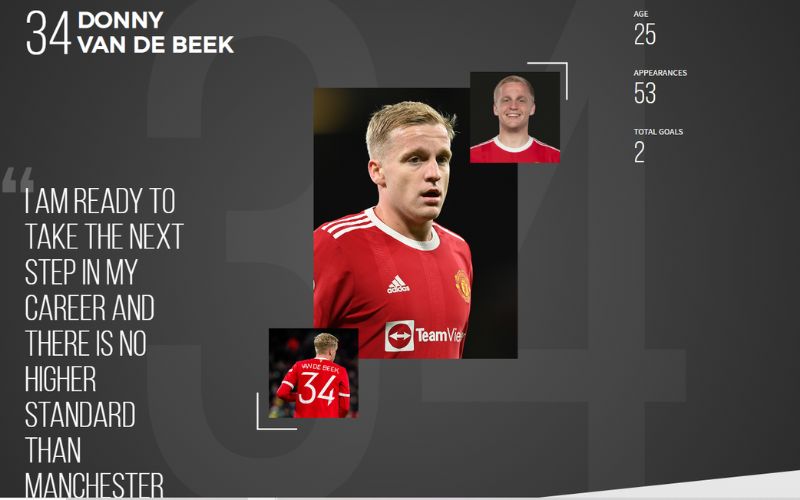 34 DONNY
VAN DE BEEK
AGE
25
APPEARANCES
53
TOTAL GOALS
2
“
I AM READY TO
TAKE THE NEXT
STEP IN MY
CAREER AND
THERE IS NO
HIGHER
STANDARD
THAN
MANCHESTER
adidas
TeamVie
VAN DE BEEK
34
34